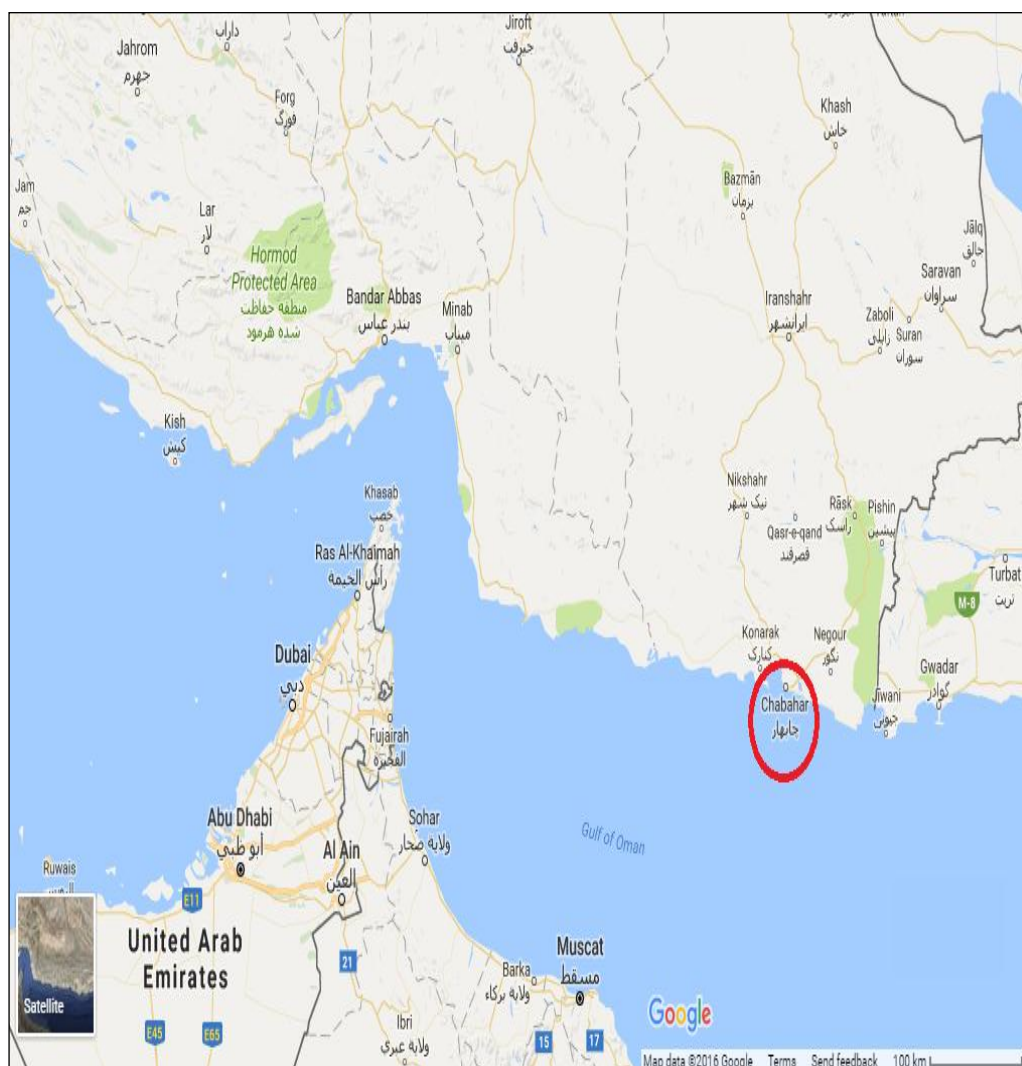 Jiroft
جيرفت
داراب
Jahrom
جهرم
Forg
فورگ
Khash
خاش
Bazmān
بزمان
Jam
جم
Lar
لار
Hormod
Protected Area
منطقه حفاظت
شده هرمود
Bandar Abbas
بندر عباس
Minab
ميناب
Jālq
جالق
Saravan
سراوان
Iranshahr
ايرانشهر
Zaboli
زابلی
Suran
سوران
Kish
کیش
Nikshahr
نیک شهر
Qasr-e-qand
قصرقند
Rāsk
راسک
Pishin
پیشین
Khasab
خصب
Ras Al-Khaimah
رأس الخيمة
Turbat
تربت
M-8
Konarak
کنارک
Negour
نگور
Gwadar
گوادر
Dubai
دبي
Chabahar
چابهار
Jiwani
جیونی
Fujairah
الفجيرة
Abu Dhabi
أبو ظبي
Sohar
ولاية صحار
Al Ain
العين
Gulf of Oman
Ruwais
E11
United Arab
Emirates
21
Muscat
مسقط
Barka
ولاية بركاء
Satellite
E45
E65
Ibri
ولاية عبري
15
17
Google
Map data ©2016 Google Terms Send feedback 100 km